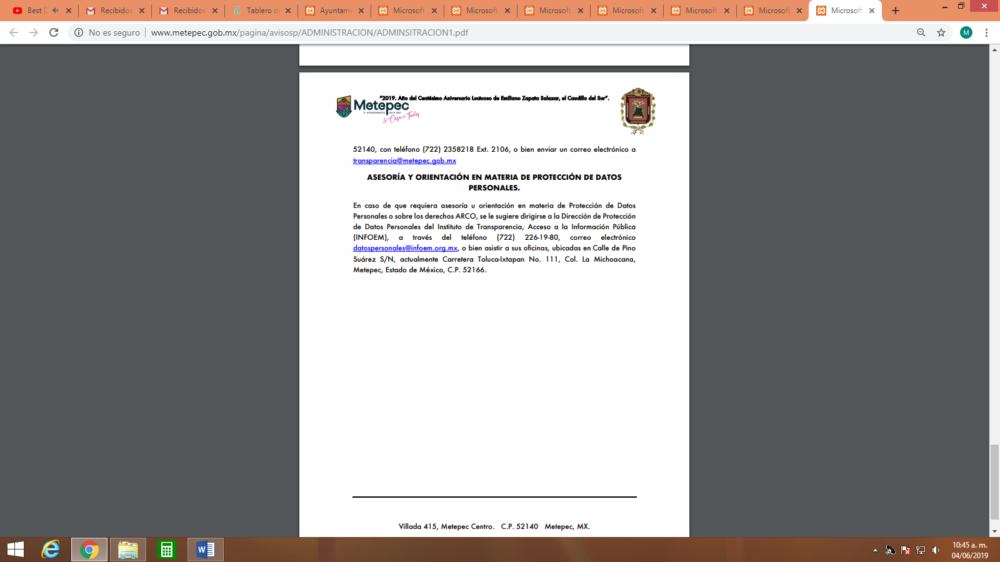 Best D
Recibidos
Recibidos
Tablero d
Ayuntami
Microsoft
Microsoft
Microsoft
Microsoft
Microsoft
Microsoft
Microsoft
No es seguro
www.metepec.gob.mx/pagina/avisosp/ADMINISTRACION/ADMINSITRACION1.pdf
M
"2019. Año del Centésimo Aniversario Luctuoso de Emiliano Zapata Salazar, el Caudillo del Sur".
Metepec
H. AYUNTAMIENTO 2019-2021
La Casa de Todos
52140, con teléfono (722) 2358218 Ext. 2106, o bien enviar un correo electrónico a
transparencia@metepec.gob.mx
ASESORÍA Y ORIENTACIÓN EN MATERIA DE PROTECCIÓN DE DATOS
PERSONALES.
En caso de que requiera asesoría u orientación en materia de Protección de Datos
Personales o sobre los derechos ARCO, se le sugiere dirigirse a la Dirección de Protección
de Datos Personales del Instituto de Transparencia, Acceso a la Información Pública
(INFOEM), a través del teléfono (722) 226-19-80, correo electrónico
datospersonales@infoem.org.mx, o bien asistir a sus oficinas, ubicadas en Calle de Pino
Suárez S/N, actualmente Carretera Toluca-Ixtapan No. 111, Col. La Michoacana,
Metepec, Estado de México, C.P. 52166.
Villada 415, Metepec Centro. C.P. 52140 Metepec, MX.
10:45 a. m.
04/06/2019